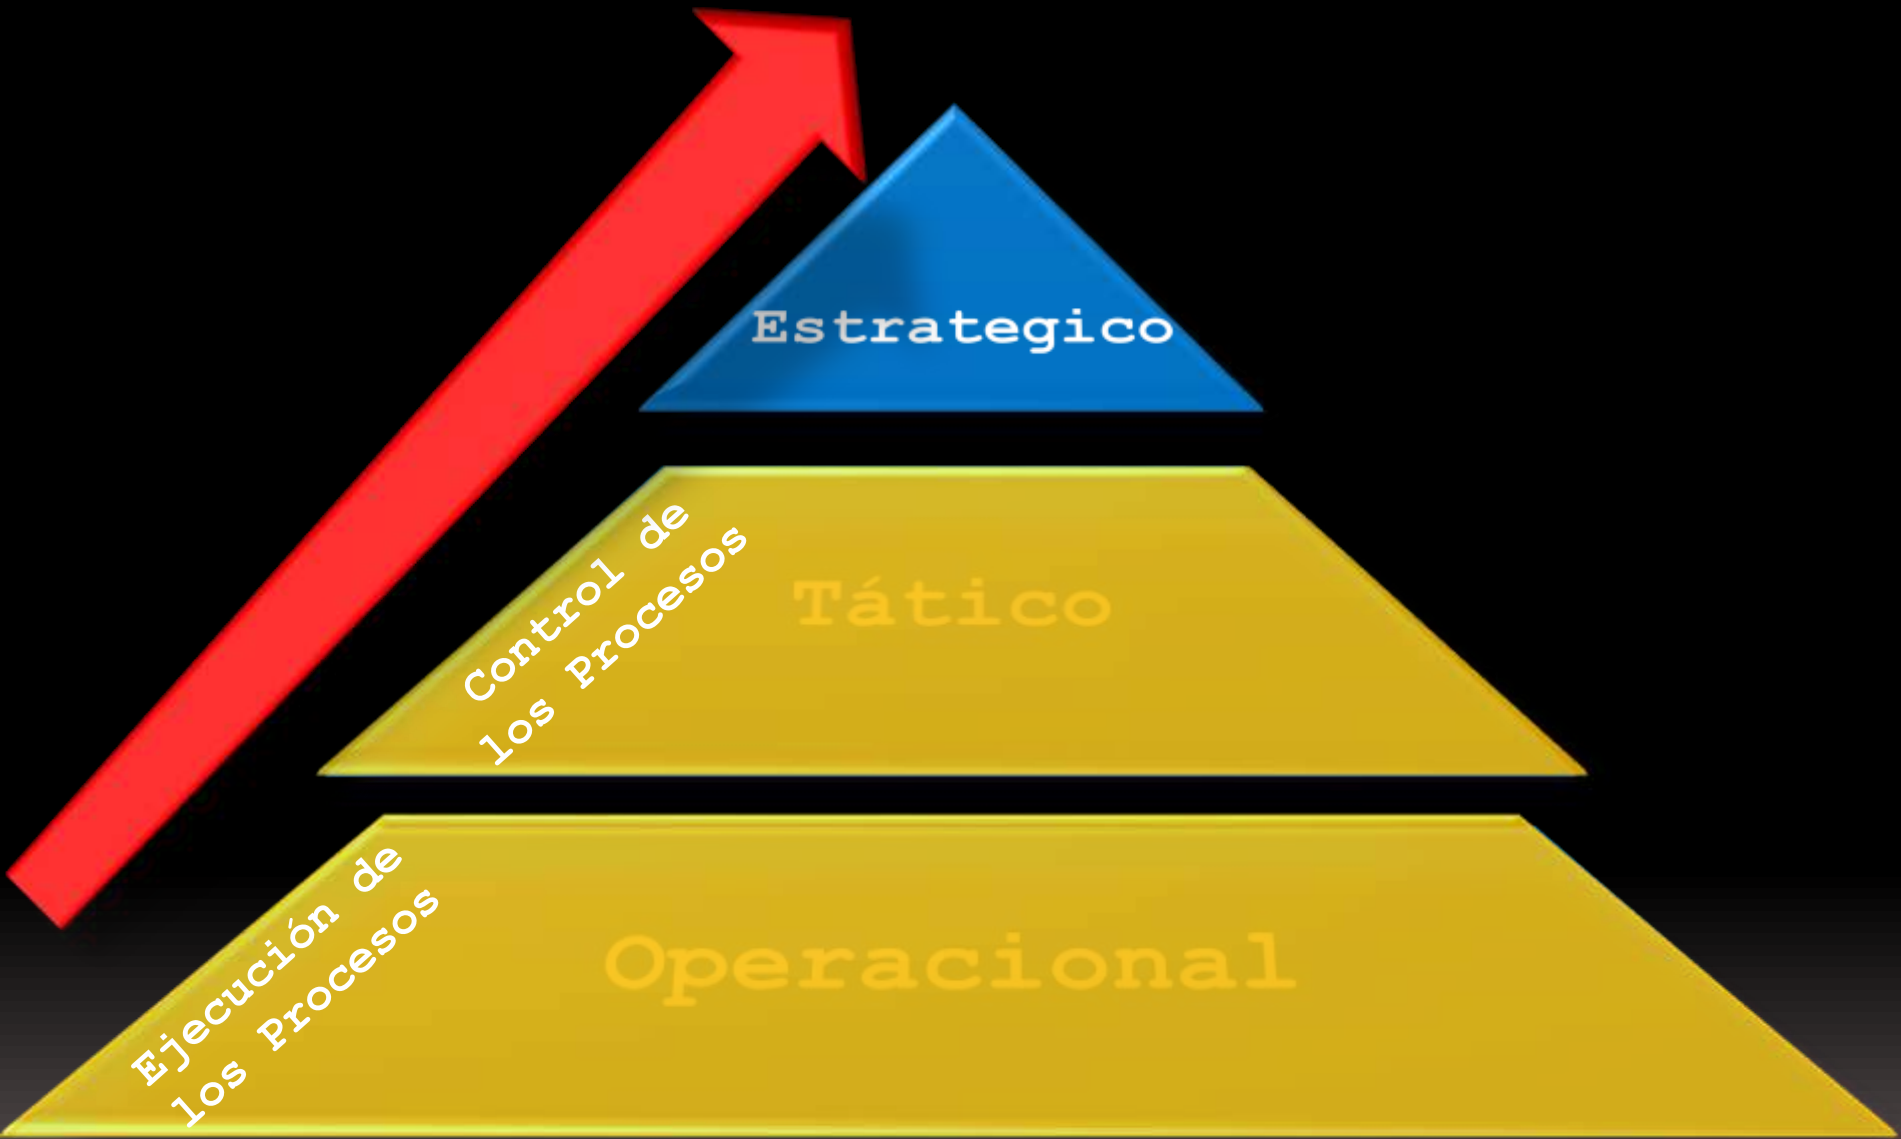 Estrategico
Control de
los Procesos
Tático
Ejecución de
los Procesos
Operacional